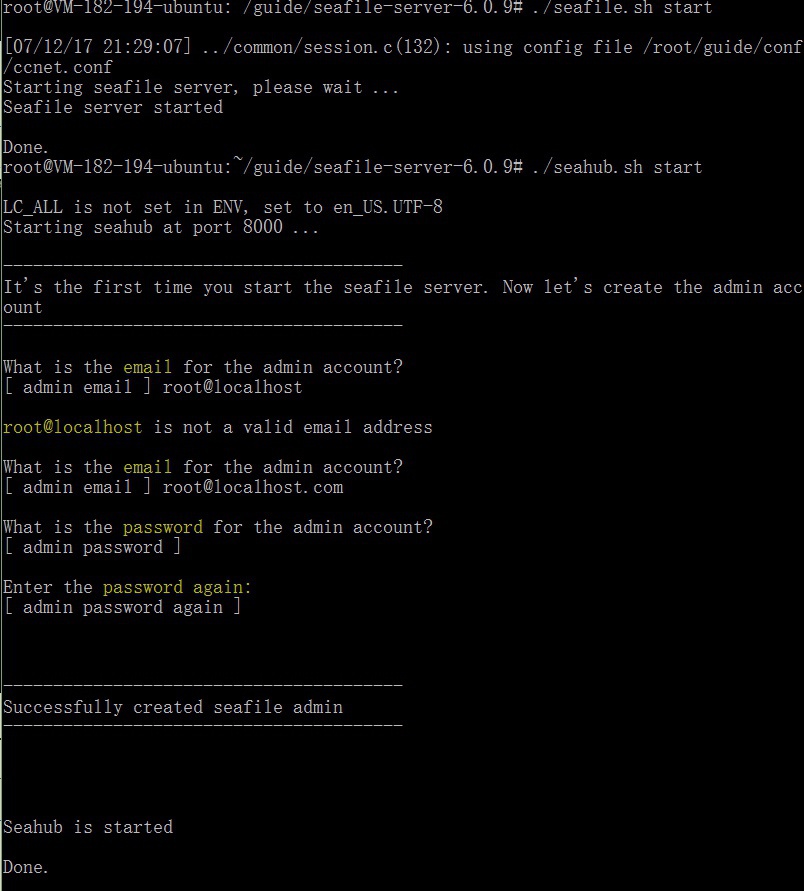 root@VM-182-194-ubuntu: /guide/seafile-server-6.0.9# ./seafile.sh start
[07/12/17 21:29:07] ../common/session.c(132): using config file /root/guide/conf
/ccnet.conf
Starting seafile server, please wait ...
Seafile server started
Done.
root@VM-182-194-ubuntu:~/guide/seafile-server-6.0.9# ./seahub.sh start
LC_ALL is not set in ENV, set to en_US.UTF-8
Starting seahub at port 8000 ...
----------------------------------------
It's the first time you start the seafile server. Now let's create the admin acc
ount
----------------------------------------
What is the email for the admin account?
[ admin email ] root@localhost
root@localhost is not a valid email address
What is the email for the admin account?
[ admin email ] root@localhost.com
What is the password for the admin account?
[ admin password ]
Enter the password again:
[ admin password again ]
----------------------------------------
Successfully created seafile admin
----------------------------------------
Seahub is started
Done.